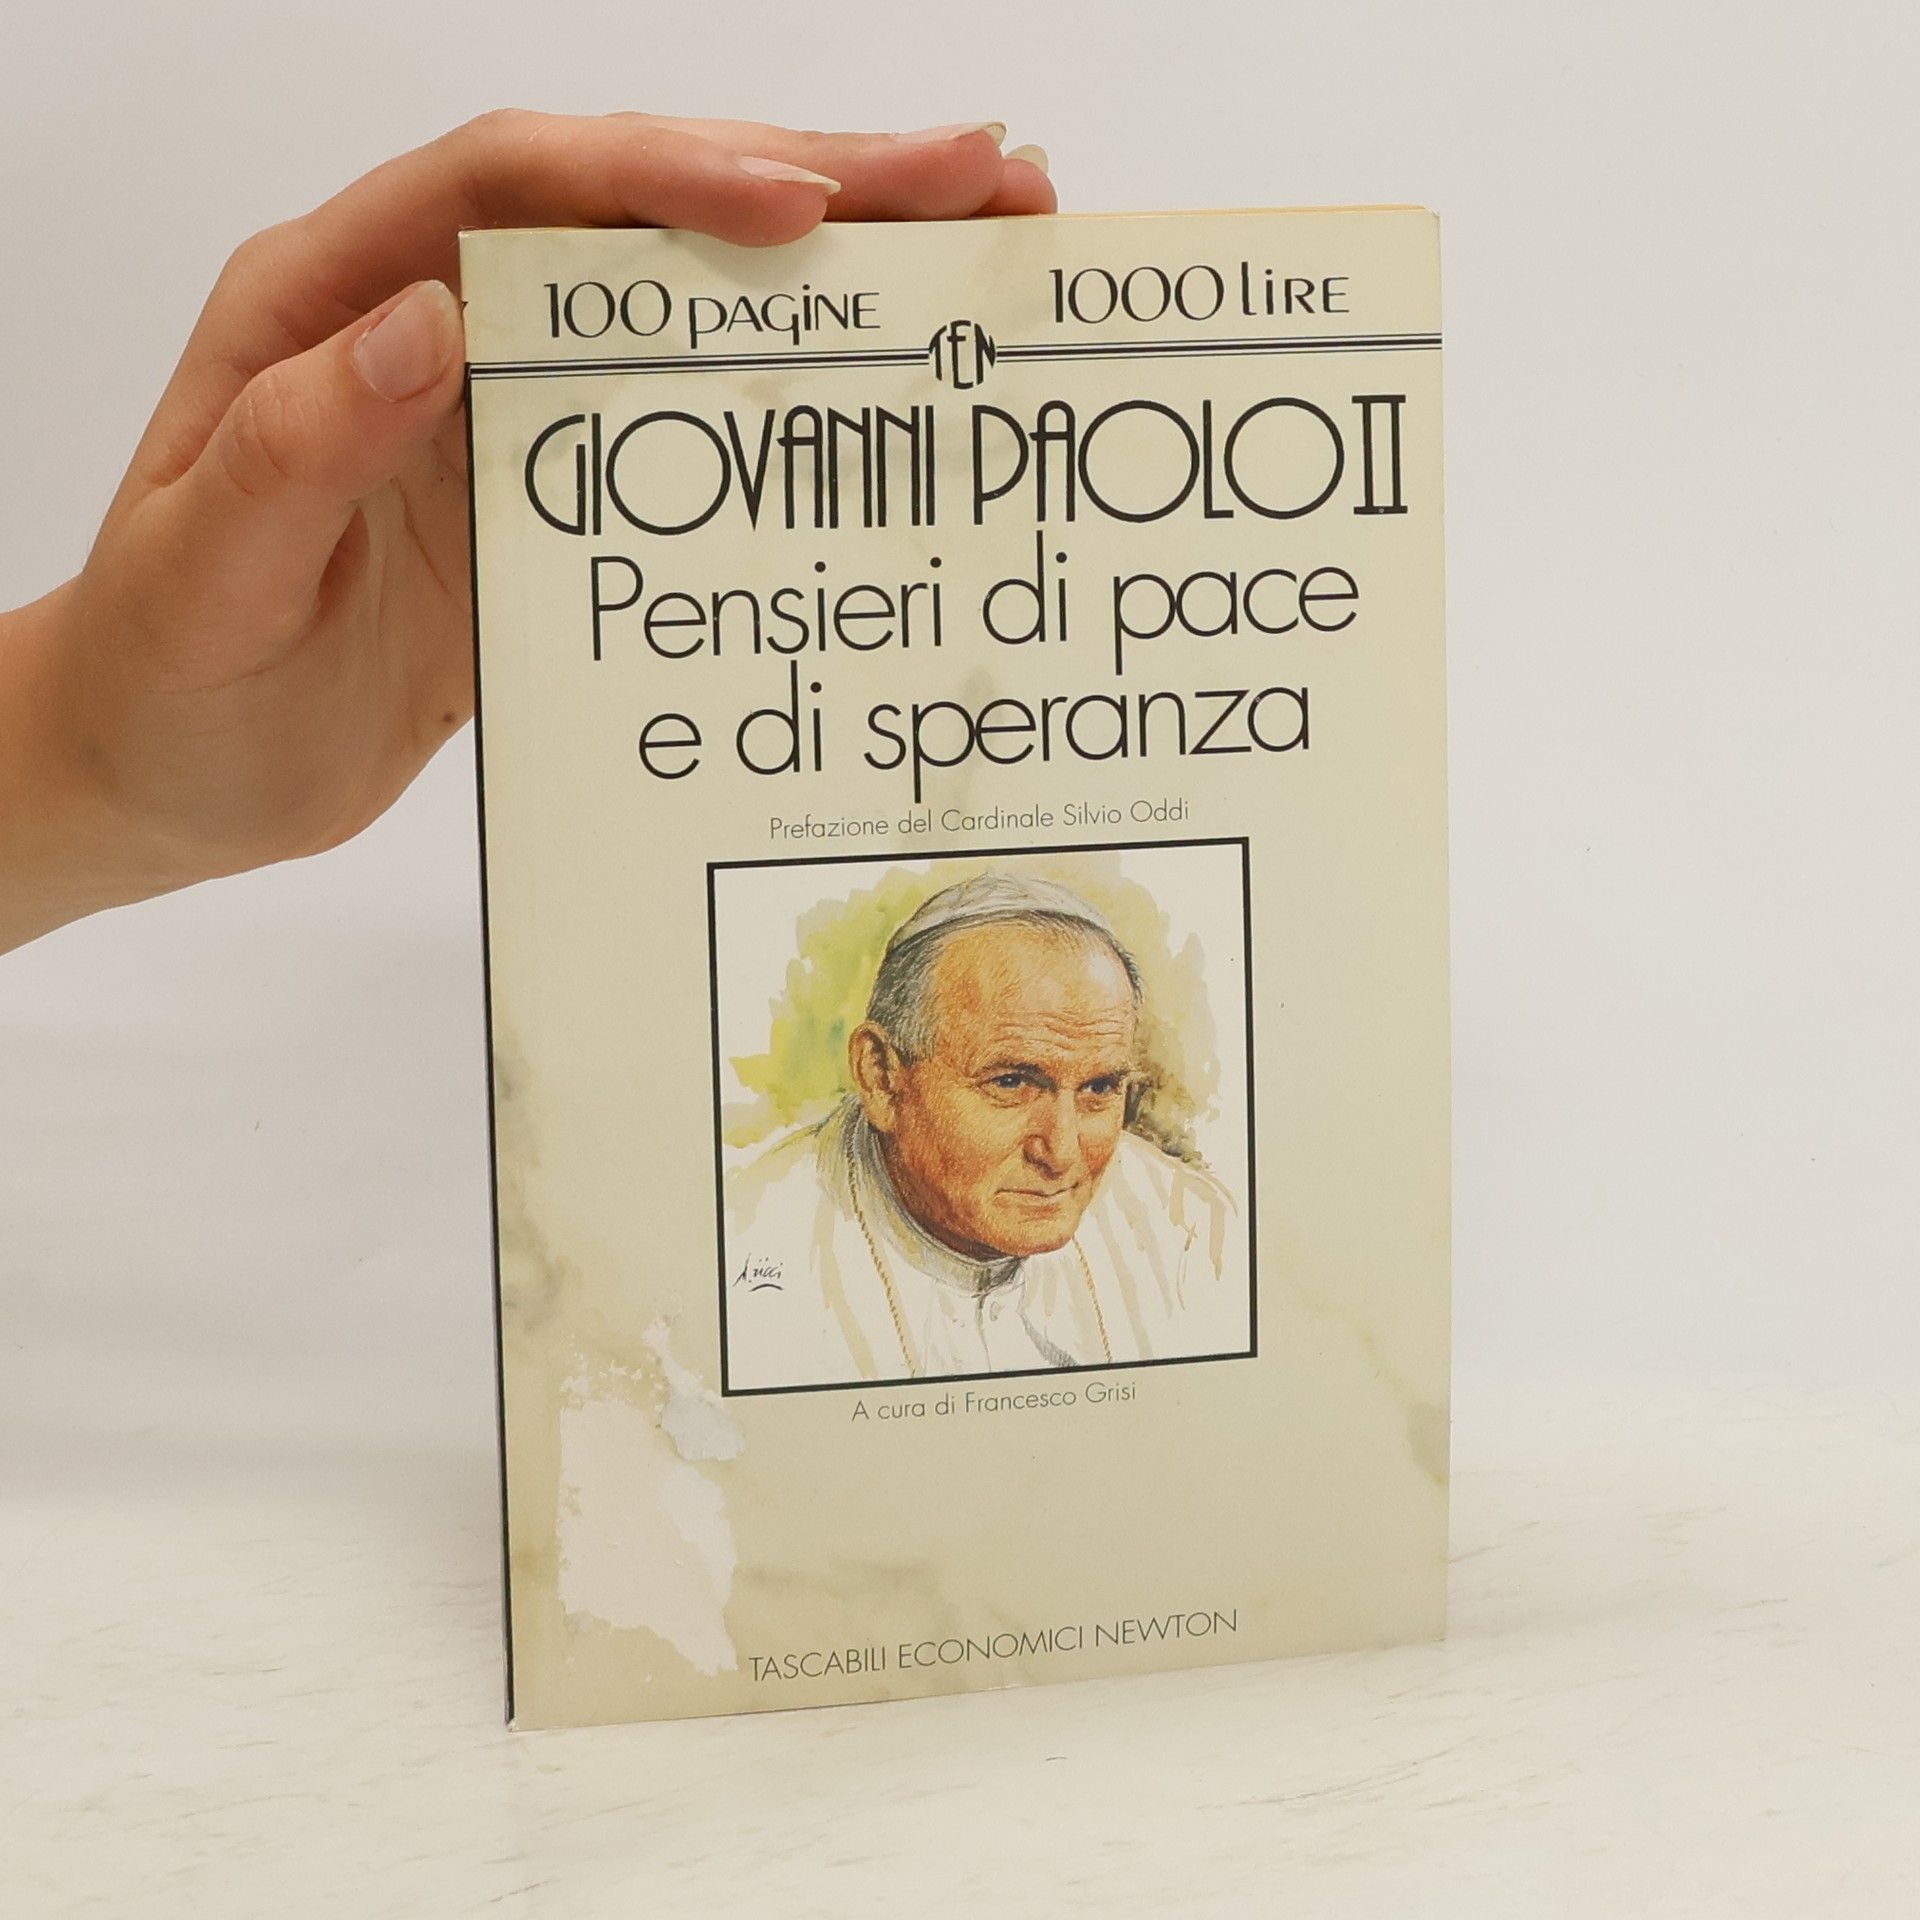 100 PAGINE 1000 LIRE
TEN
GIOVANNI PAOLO II
Pensieri di pace
e di speranza
Prefazione del Cardinale Silvio Oddi
A cura di Francesco Grisi
TASCABILI ECONOMICI NEWTON